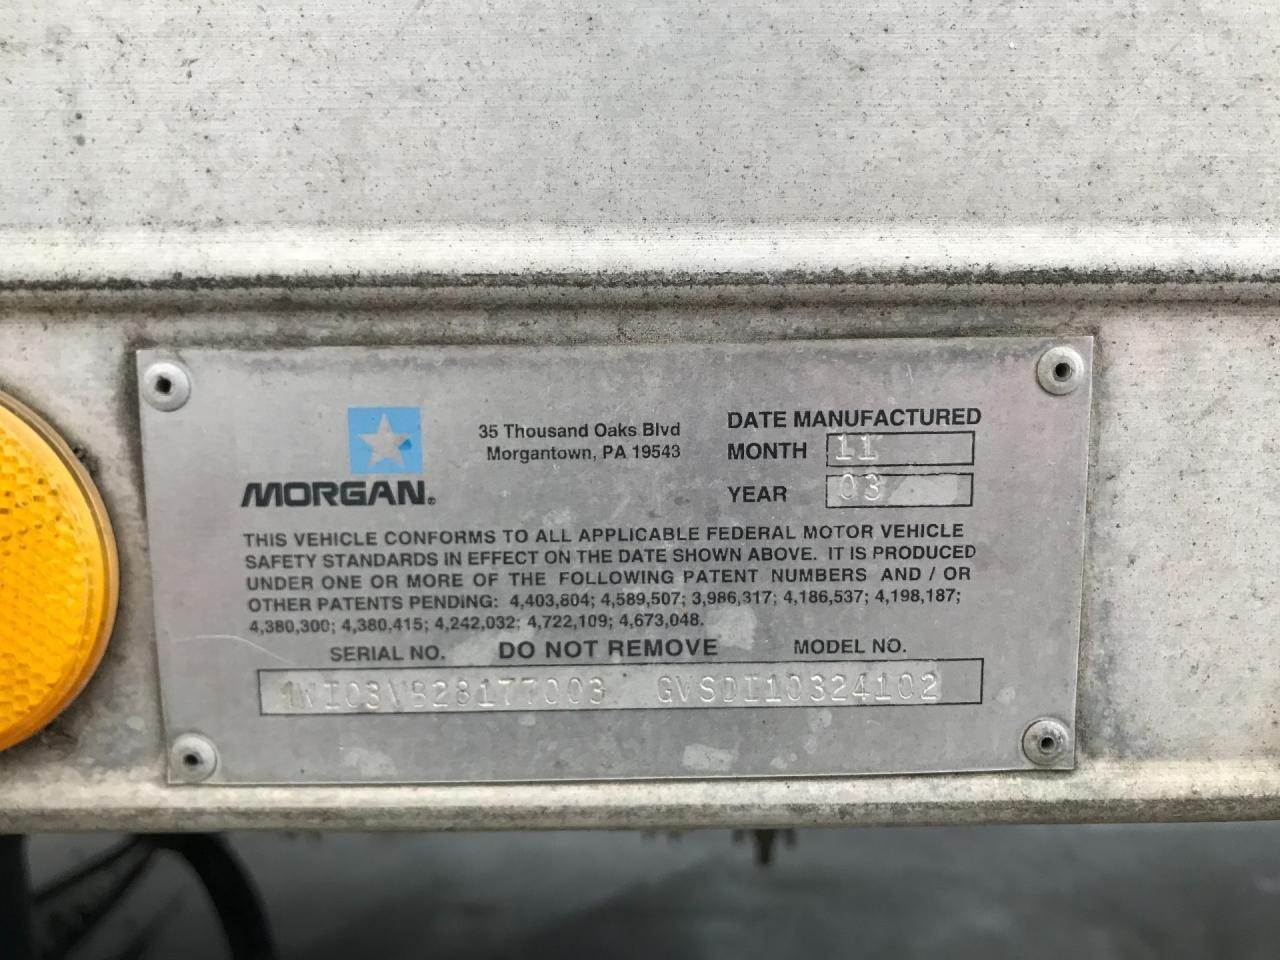 MORGAN®
35 Thousand Oaks Blvd
Morgantown, PA 19543
DATE MANUFACTURED
MONTH 11
YEAR 03
THIS VEHICLE CONFORMS TO ALL APPLICABLE FEDERAL MOTOR VEHICLE
SAFETY STANDARDS IN EFFECT ON THE DATE SHOWN ABOVE. IT IS PRODUCED
UNDER ONE OR MORE OF THE FOLLOWING PATENT NUMBERS AND / OR
OTHER PATENTS PENDING: 4,403,804; 4,589,507; 3,986,317; 4,186,537; 4,198,187;
4,380,300; 4,380,415; 4,242,032; 4,722,109; 4,673,048.
SERIAL NO. DO NOT REMOVE MODEL NO.
GVSDI10324102